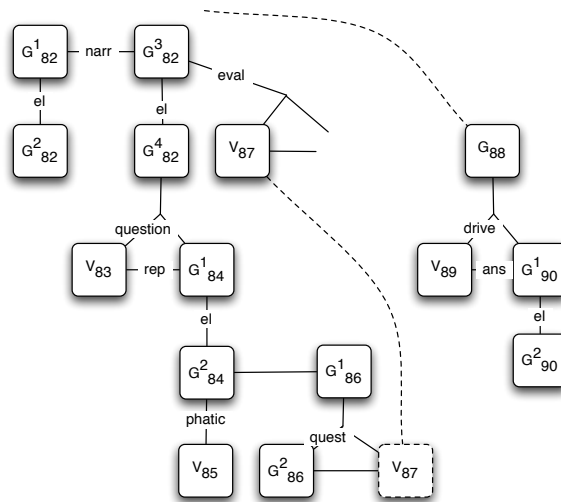 G¹₈₂ narr G³₈₂
eval
el el
G²₈₂ G⁴₈₂ V₈₇ G₈₈
question drive
V₈₃ rep G¹₈₄ V₈₉ ans G¹₉₀
el el
G²₈₄ G¹₈₆ G²₉₀
phatic quest
V₈₅ G²₈₆ V₈₇